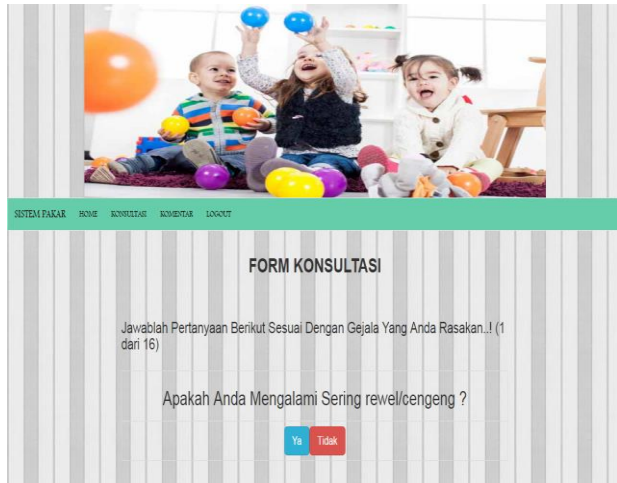 SISTEM PAKAR HOME KONSULTASI KOMENTAR LOGOUT
FORM KONSULTASI
Jawablah Pertanyaan Berikut Sesuai Dengan Gejala Yang Anda Rasakan..! (1
dari 16)
Apakah Anda Mengalami Sering rewel/cengeng ?
Ya Tidak